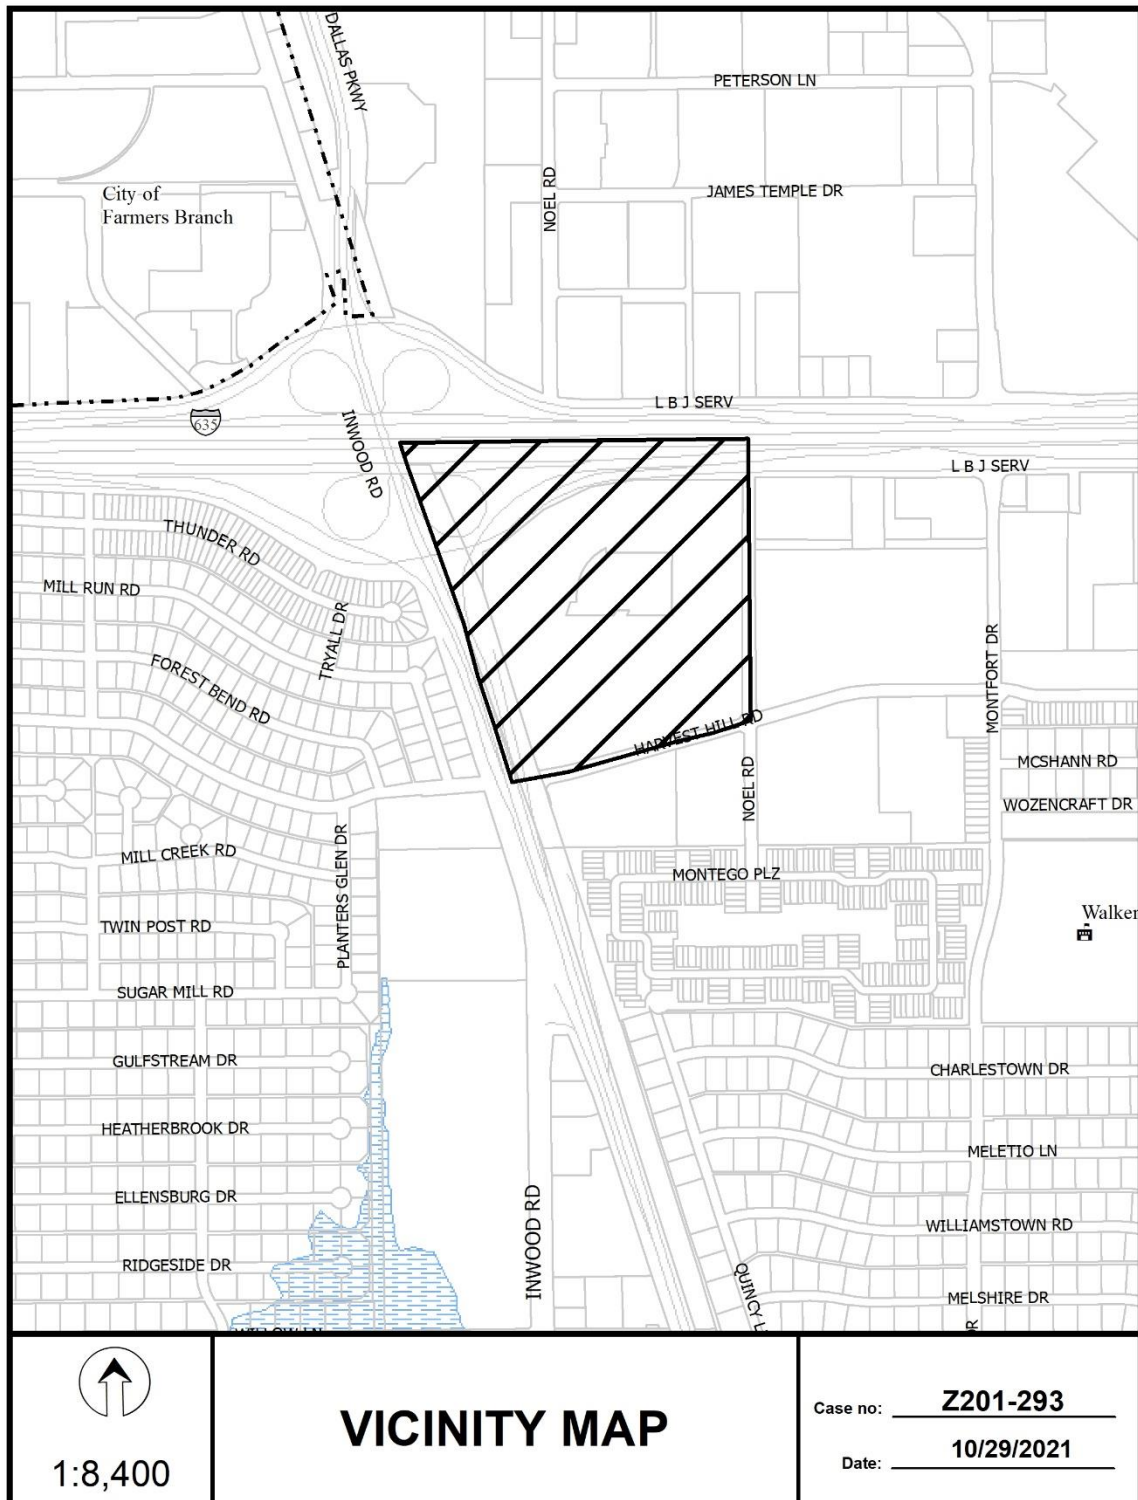 DALLAS PKWY
PETERSON LN
NOEL RD
JAMES TEMPLE DR
City of
Farmers Branch
L B J SERV
635
INWOOD RD
L B J SERV
THUNDER RD
MILL RUN RD
TRYALL DR
FOREST BEND RD
MONTFORT DR
HARVEST HILL RD
MCSHANN RD
NOEL RD
WOZENCRAFT DR
PLANTERS GLEN DR
MILL CREEK RD
MONTEGO PLZ
Walker
TWIN POST RD
SUGAR MILL RD
GULFSTREAM DR
CHARLESTOWN DR
HEATHERBROOK DR
MELETIO LN
ELLENSBURG DR
INWOOD RD
WILLIAMSTOWN RD
RIDGESIDE DR
QUINCY L
MELSHIRE DR
DR
1:8,400
VICINITY MAP
Case no: Z201-293
Date: 10/29/2021